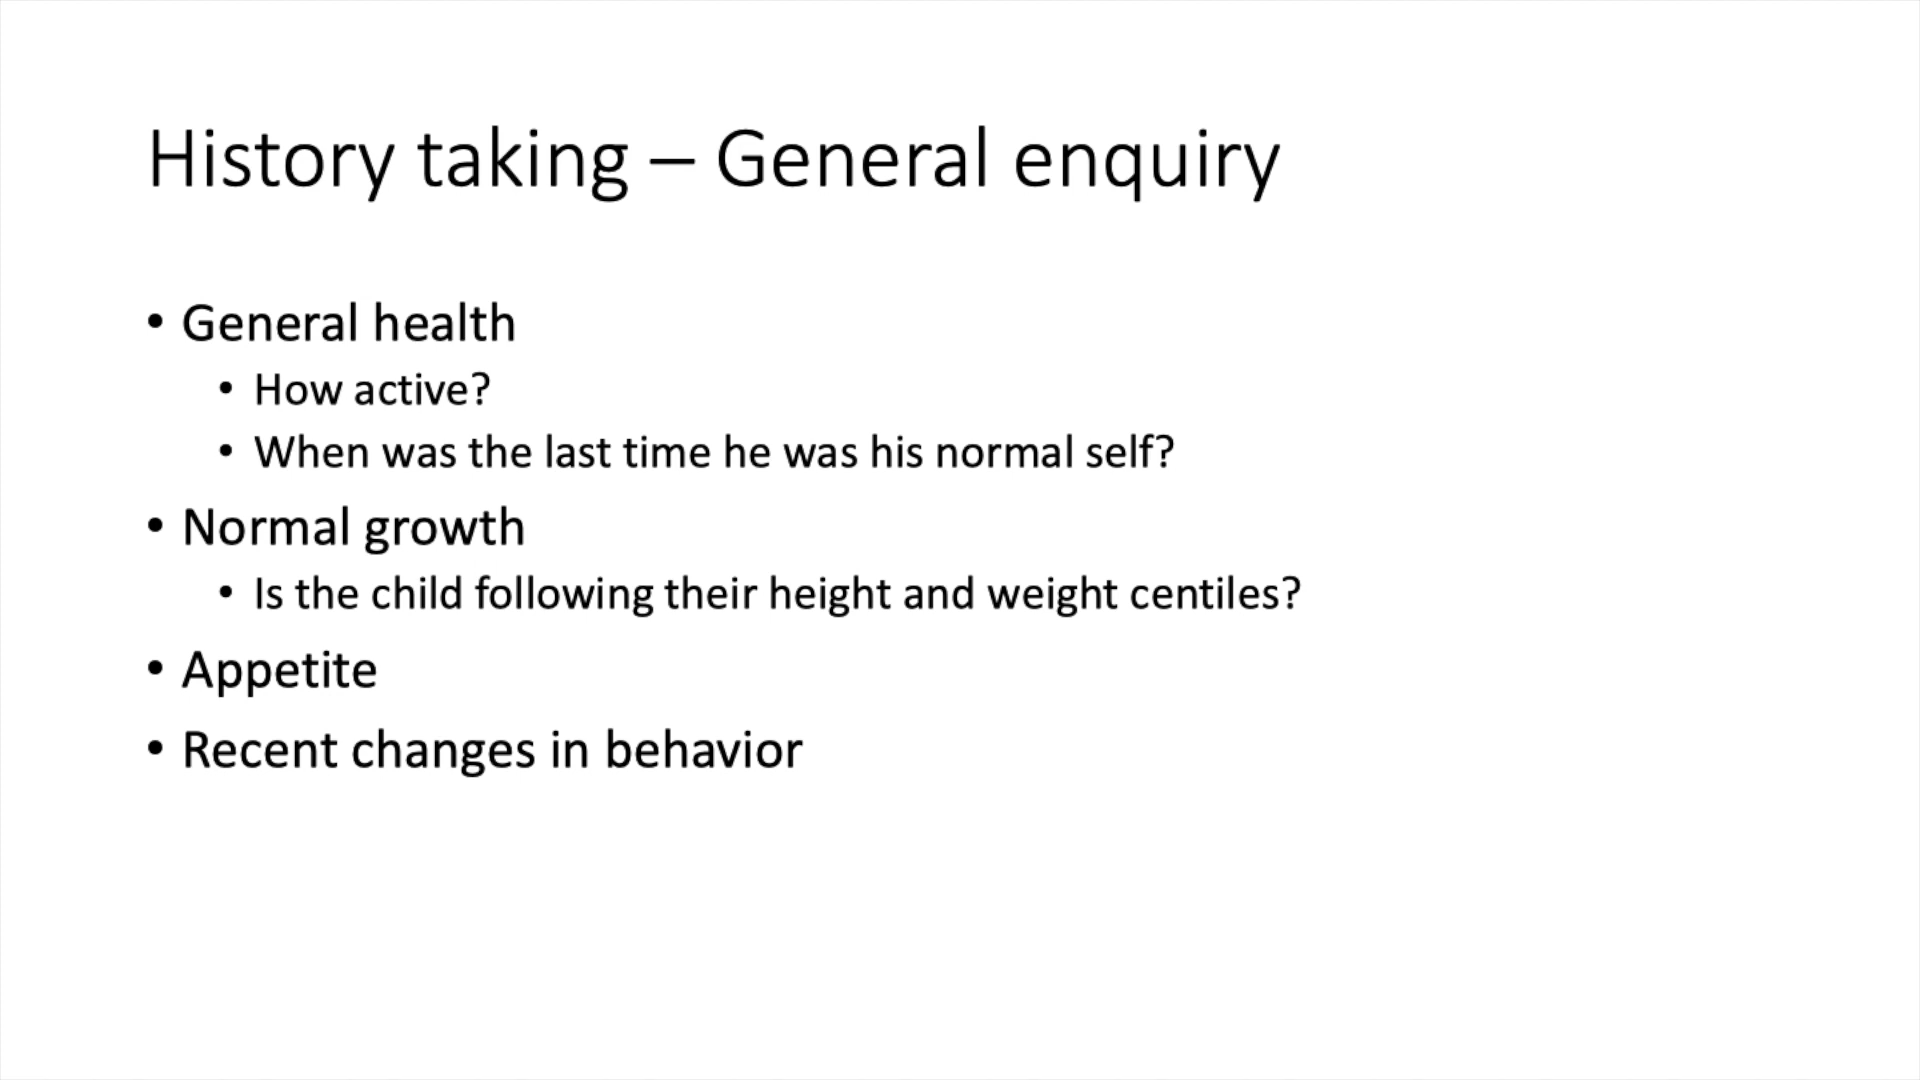 History taking – General enquiry
• General health
• How active?
• When was the last time he was his normal self?
• Normal growth
• Is the child following their height and weight centiles?
• Appetite
• Recent changes in behavior